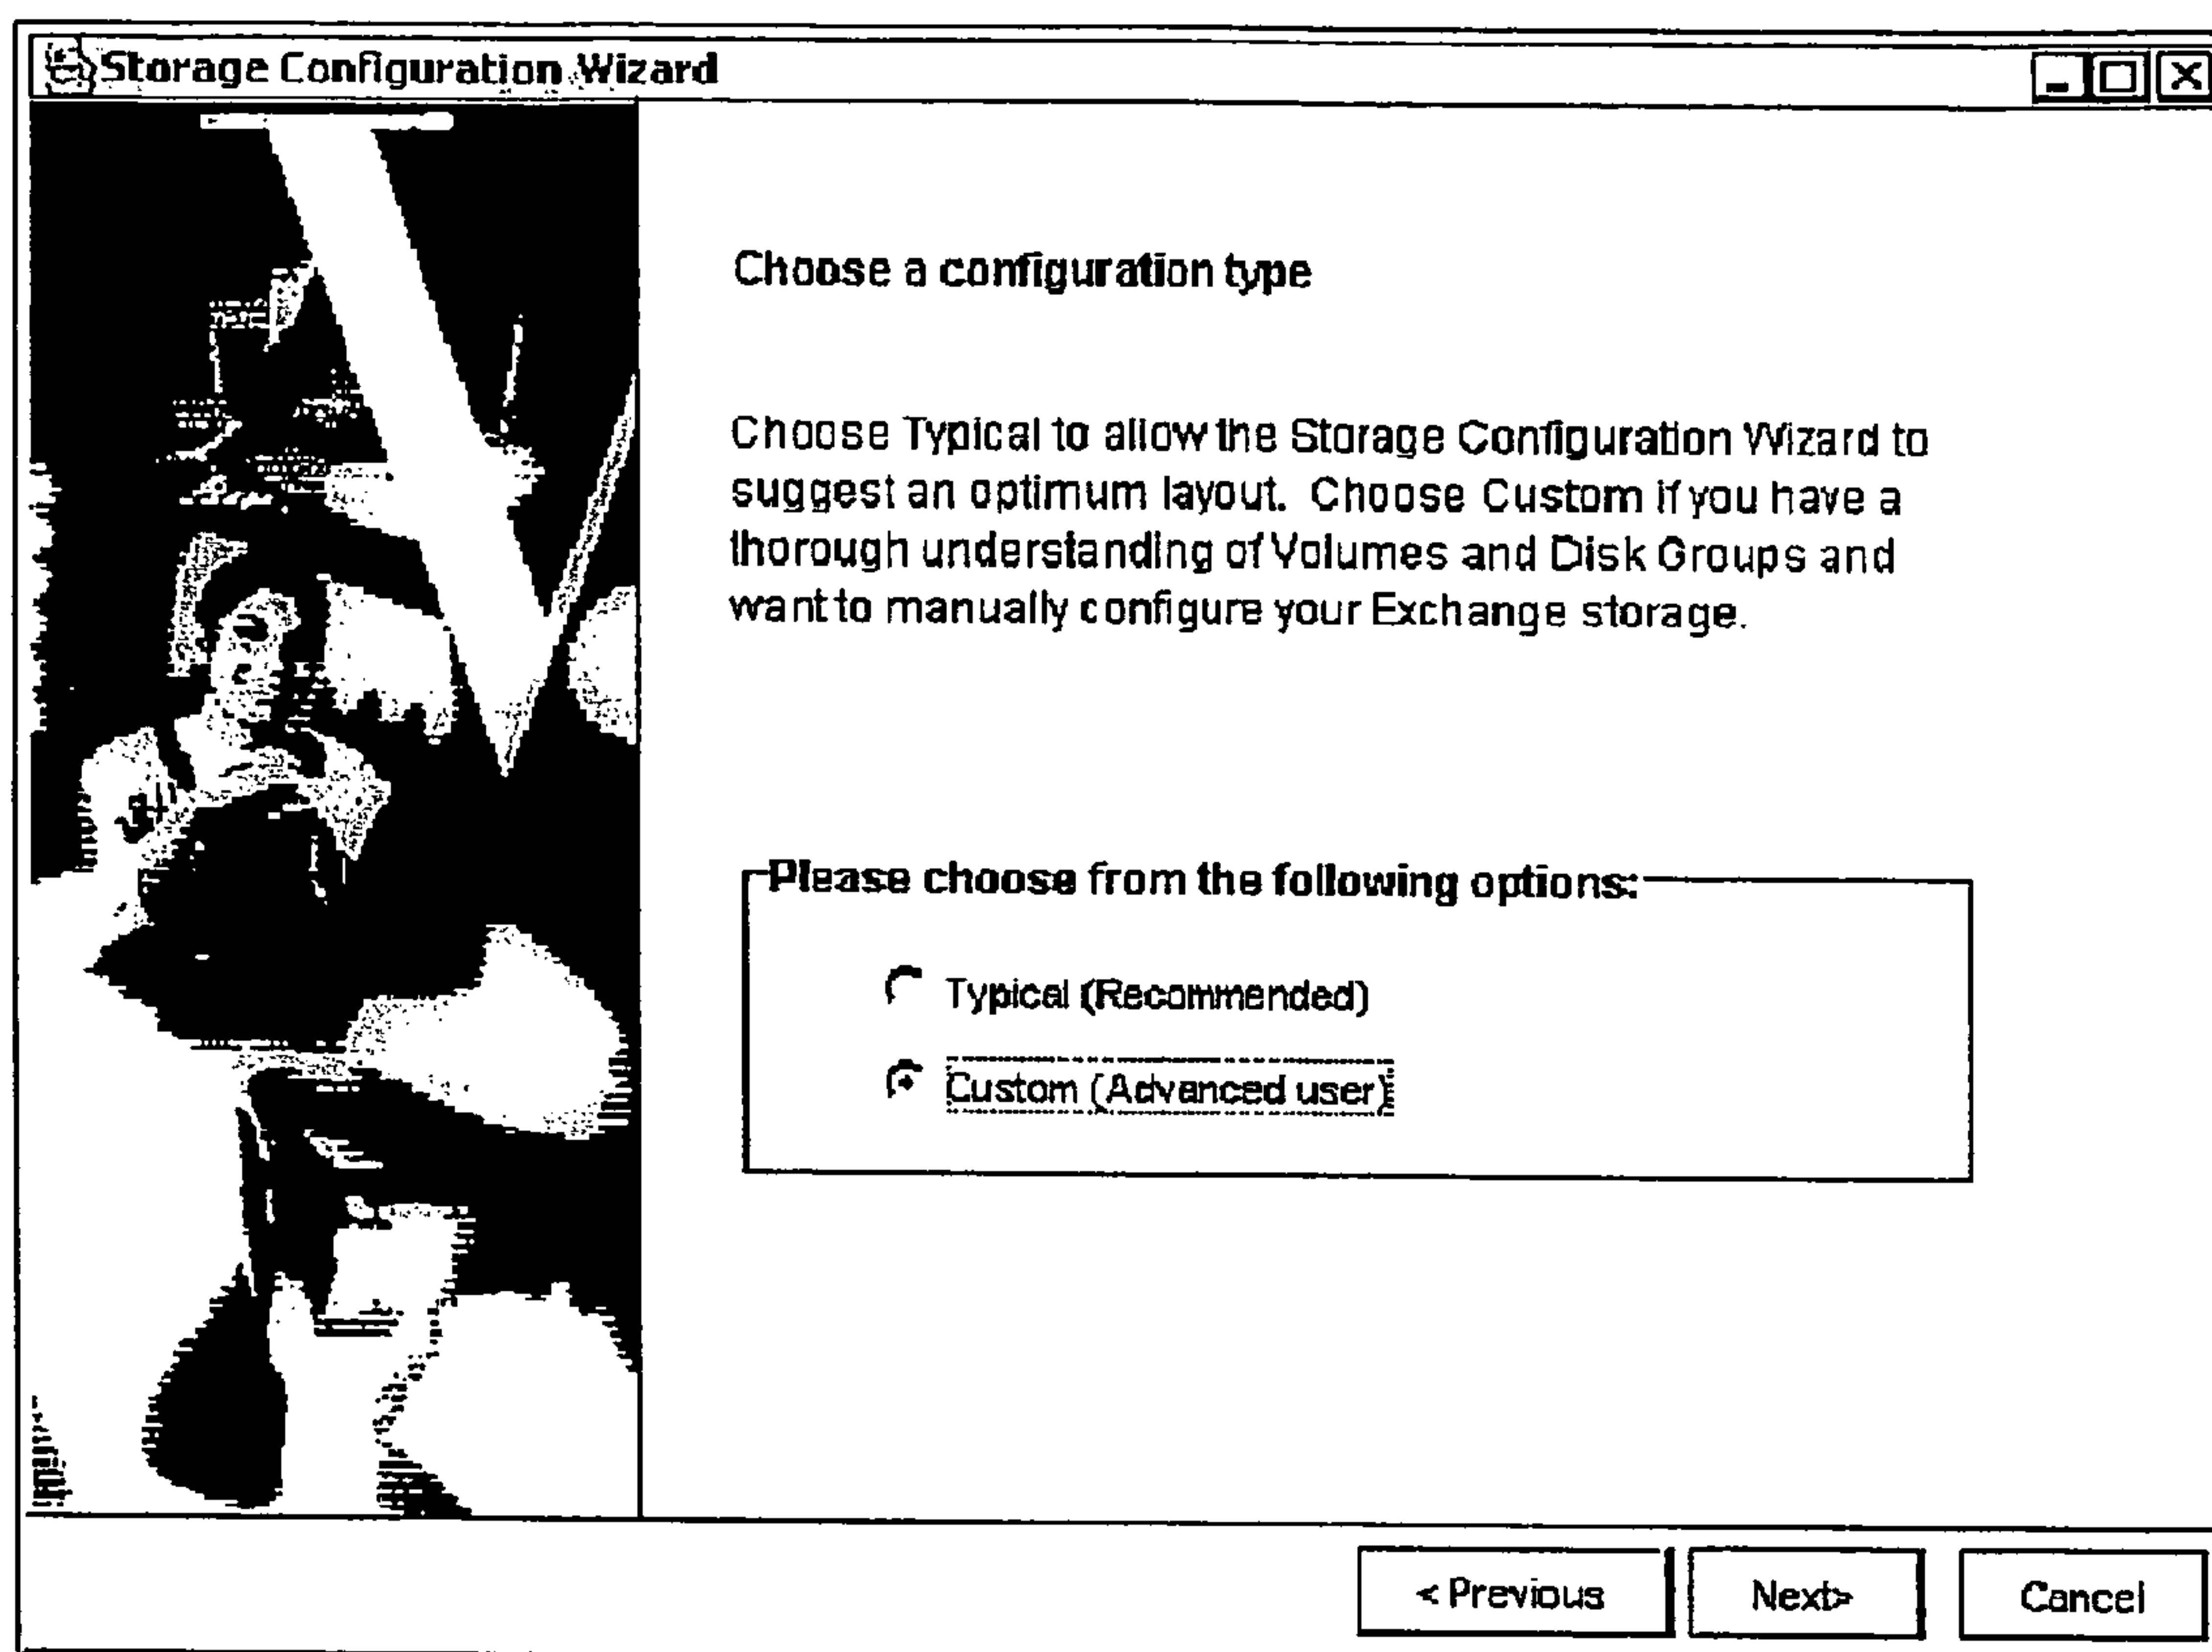 Storage Configuration Wizard
Choose a configuration type
Choose Typical to allow the Storage Configuration Wizard to
suggest an optimum layout. Choose Custom if you have a
thorough understanding of Volumes and Disk Groups and
want to manually configure your Exchange storage.
Please choose from the following options:
Typical (Recommended)
Custom (Advanced user)
< Previous
Next>
Cancel